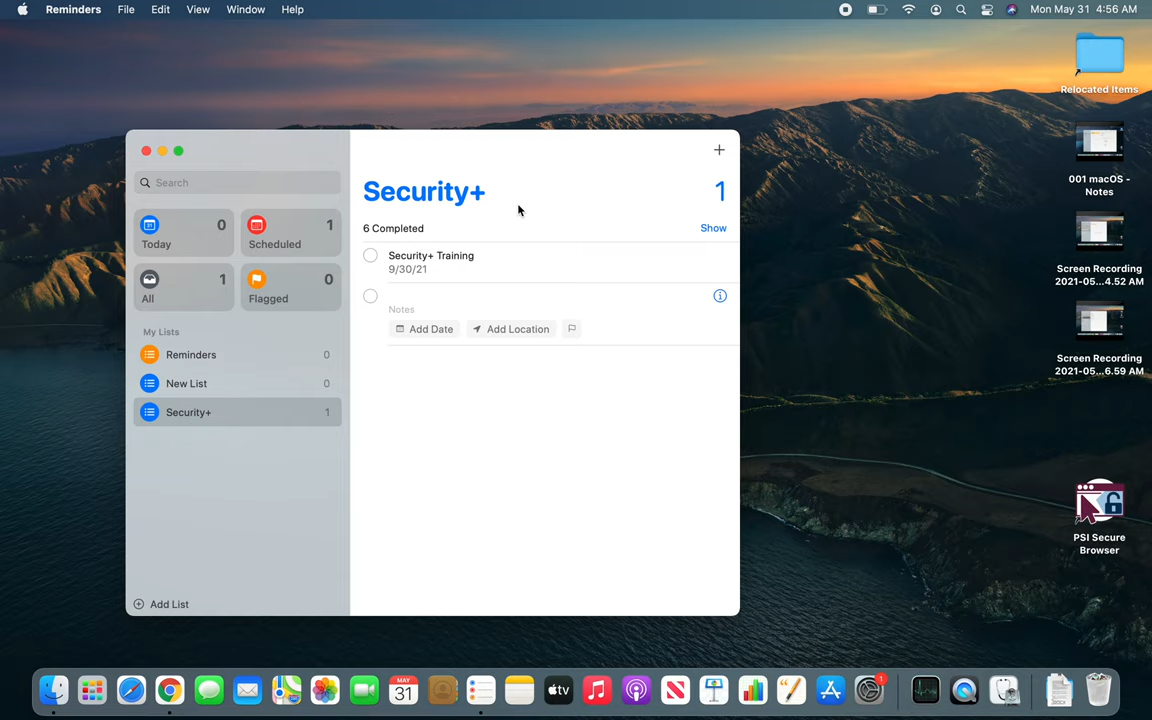 Reminders File Edit View Window Help Mon May 31 4:56 AM
Relocated Items
001 macOS -
Notes
Screen Recording
2021-05...4.52 AM
Screen Recording
2021-05...6.59 AM
PSI Secure
Browser
Search
Today 0
Scheduled 1
All 1
Flagged 0
My Lists
Reminders 0
New List 0
Security+ 1
Add List
Security+ 1
6 Completed Show
Security+ Training
9/30/21
Notes
Add Date Add Location
MAY
31
tv
1